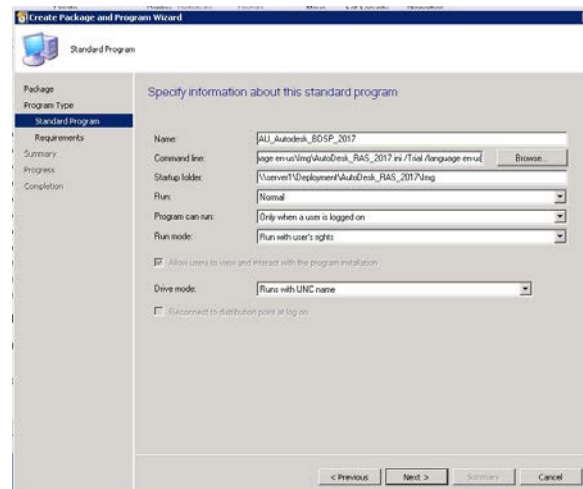 Create Package and Program Wizard
Standard Program
Package
Program Type
Standard Program
Requirements
Summary
Progress
Completion
Specify information about this standard program
Name: AU_Autodesk_BDSP_2017
Command line: age en-us\Img\AutoDesk_RAS_2017.ini /Trial /language en-us Browse...
Startup folder: \\server1\Deployment\AutoDesk_RAS_2017\Img
Run: Normal
Program can run: Only when a user is logged on
Run mode: Run with user's rights
Allow users to view and interact with the program installation
Drive mode: Runs with UNC name
Reconnect to distribution point at log on
< Previous Next > Summary Cancel